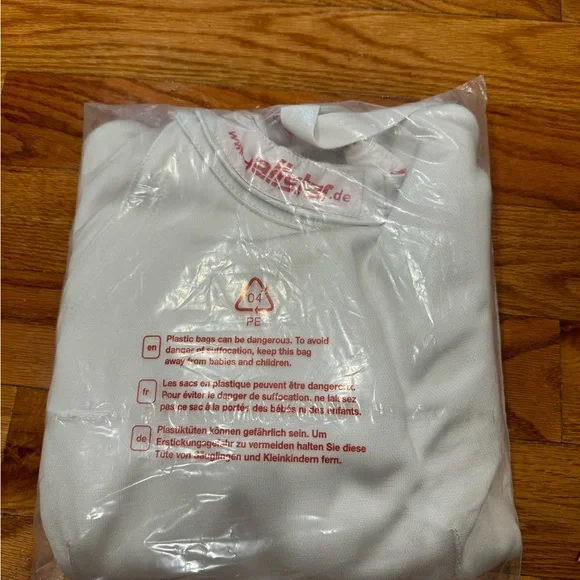 www.
allstar.de
04
PE
en
Plastic bags can be dangerous. To avoid
danger of suffocation, keep this bag
away from babies and children.
fr
Les sacs en plastique peuvent être dangereux.
Pour éviter le danger de suffocation, ne laissez
pas ce sac à la portée des bébés ni des enfants.
de
Plastiktüten können gefährlich sein. Um
Erstickungsgefahr zu vermeiden halten Sie diese
Tüte von Säuglingen und Kleinkindern fern.